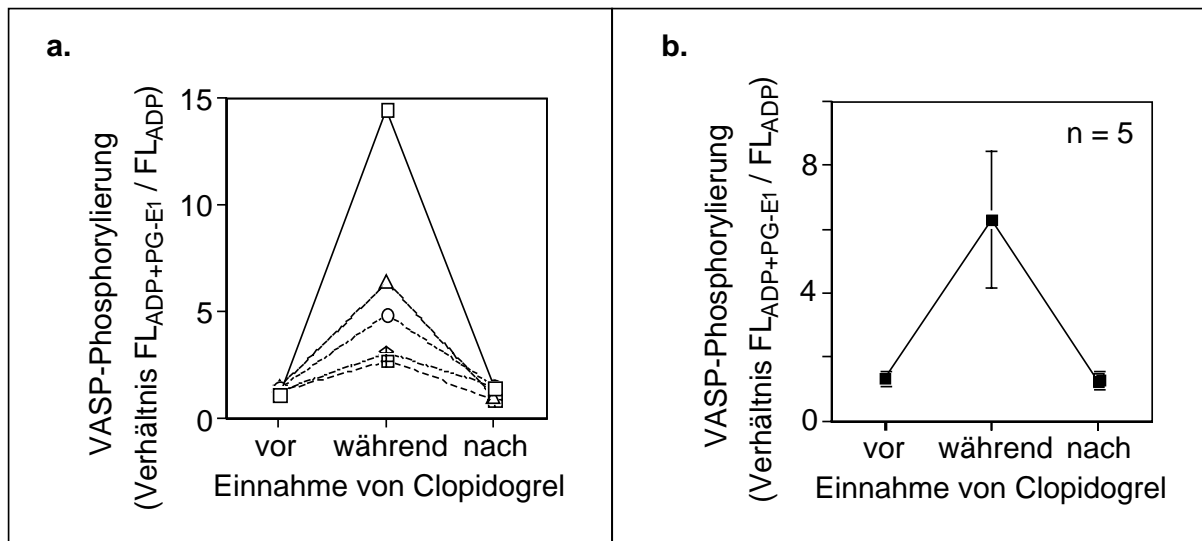 a.
VASP-Phosphorylierung
(Verhältnis FLADP+PG-E1 / FLADP)
15
10
5
0
vor während nach
Einnahme von Clopidogrel
b.
VASP-Phosphorylierung
(Verhältnis FLADP+PG-E1 / FLADP)
n = 5
8
4
0
vor während nach
Einnahme von Clopidogrel